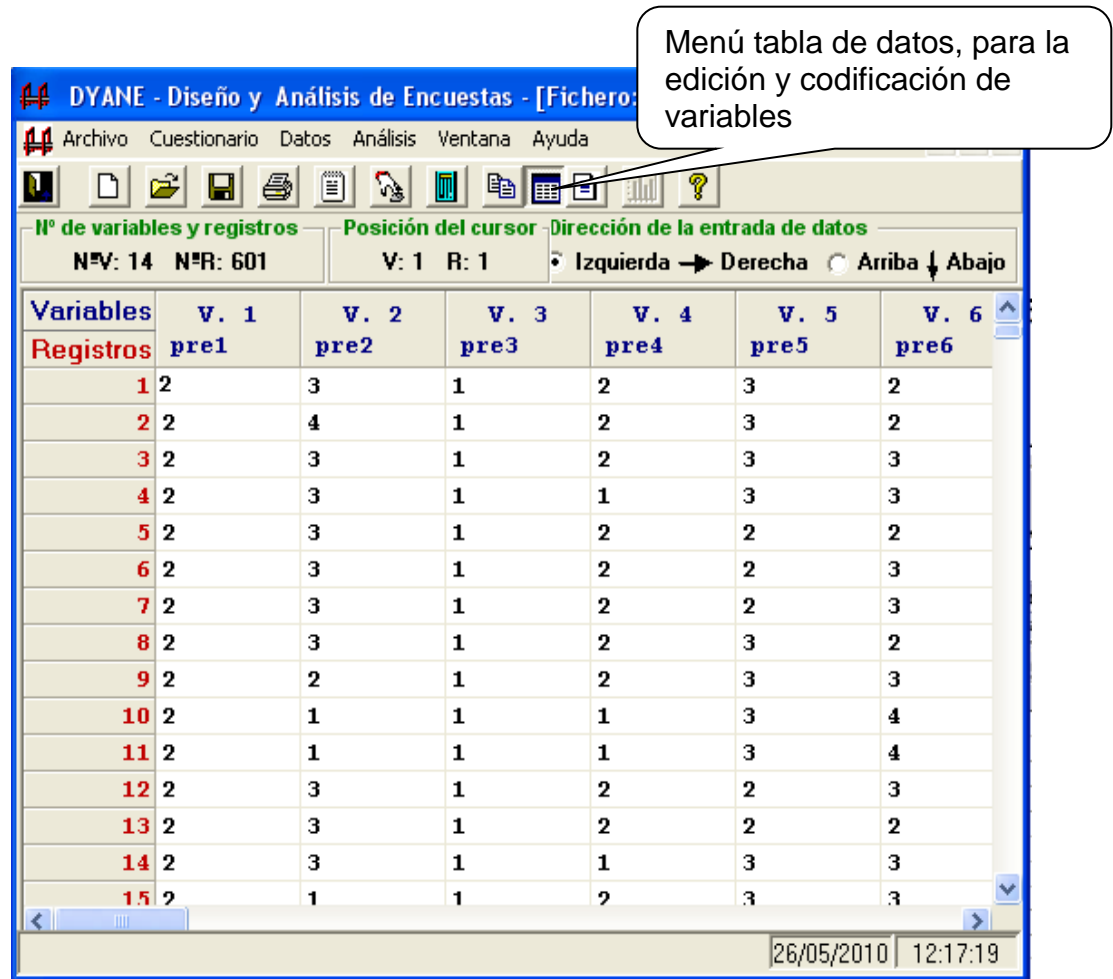 Menú tabla de datos, para la
edición y codificación de
variables
DYANE - Diseño y Análisis de Encuestas - [Fichero:
Archivo Cuestionario Datos Análisis Ventana Ayuda
Nº de variables y registros Posición del cursor Dirección de la entrada de datos
NºV: 14 NºR: 601 V: 1 R: 1 Izquierda Derecha Arriba Abajo
Variables V. 1 V. 2 V. 3 V. 4 V. 5 V. 6
Registros pre1 pre2 pre3 pre4 pre5 pre6
1 2 3 1 2 3 2
2 2 4 1 2 3 2
3 2 3 1 2 3 3
4 2 3 1 1 3 3
5 2 3 1 2 2 2
6 2 3 1 2 2 3
7 2 3 1 2 2 3
8 2 3 1 2 3 2
9 2 2 1 2 3 3
10 2 1 1 1 3 4
11 2 1 1 1 3 4
12 2 3 1 2 2 3
13 2 3 1 2 2 2
14 2 3 1 1 3 3
15 2 1 1 2 3 3
26/05/2010 12:17:19